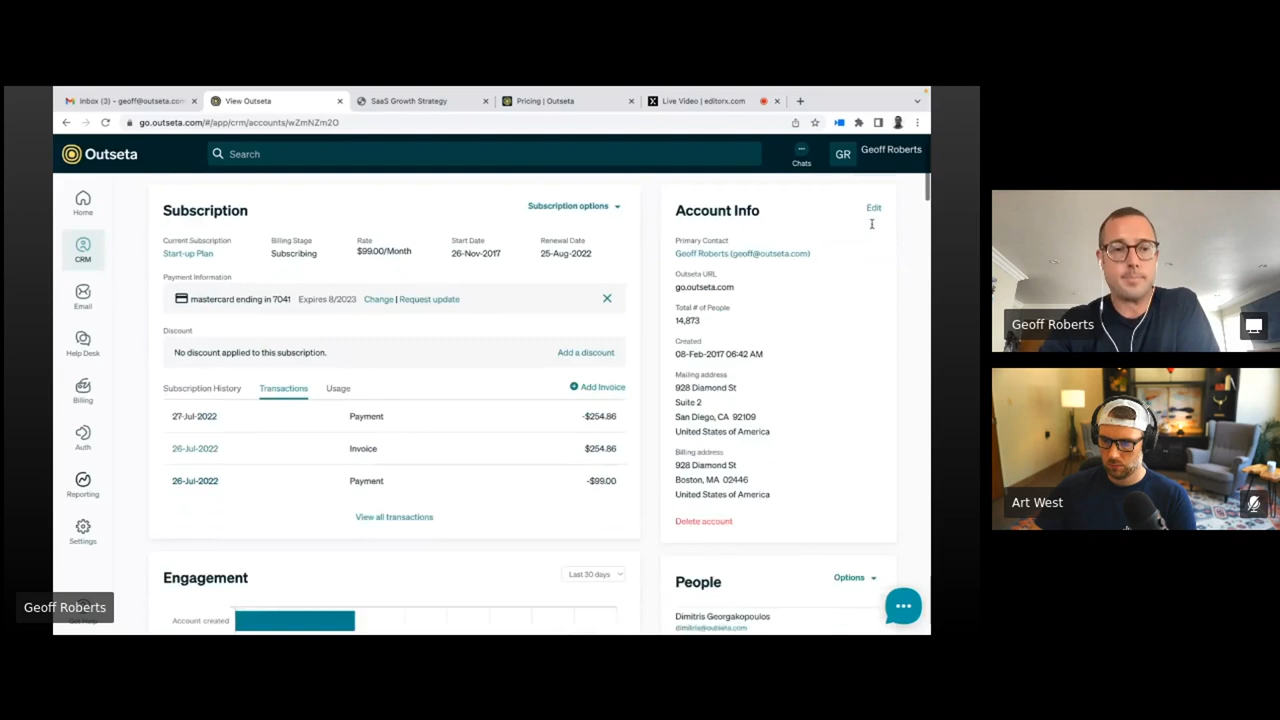 Inbox (3) - geoff@outseta.com
View Outseta
SaaS Growth Strategy
Pricing | Outseta
Live Video | editorx.com
go.outseta.com/#/app/crm/accounts/wZmNZm2O
Outseta
Search
Chats
GR
Geoff Roberts
Home
CRM
Email
Help Desk
Billing
Auth
Reporting
Settings
Subscription
Subscription options
Current Subscription
Billing Stage
Rate
Start Date
Renewal Date
Start-up Plan
Subscribing
$99.00/Month
26-Nov-2017
25-Aug-2022
Payment Information
mastercard ending in 7041 Expires 8/2023 Change | Request update
Discount
No discount applied to this subscription.
Add a discount
Subscription History
Transactions
Usage
Add Invoice
27-Jul-2022 Payment -$254.86
26-Jul-2022 Invoice $254.86
26-Jul-2022 Payment -$99.00
View all transactions
Engagement
Last 30 days
Account created
Account Info
Edit
Primary Contact
Geoff Roberts (geoff@outseta.com)
Outseta URL
go.outseta.com
Total # of People
14,873
Created
08-Feb-2017 06:42 AM
Mailing address
928 Diamond St
Suite 2
San Diego, CA 92109
United States of America
Billing address
928 Diamond St
Boston, MA 02446
United States of America
Delete account
People
Options
Dimitris Georgakopoulos
dimitris@outseta.com
Geoff Roberts
Geoff Roberts
Art West